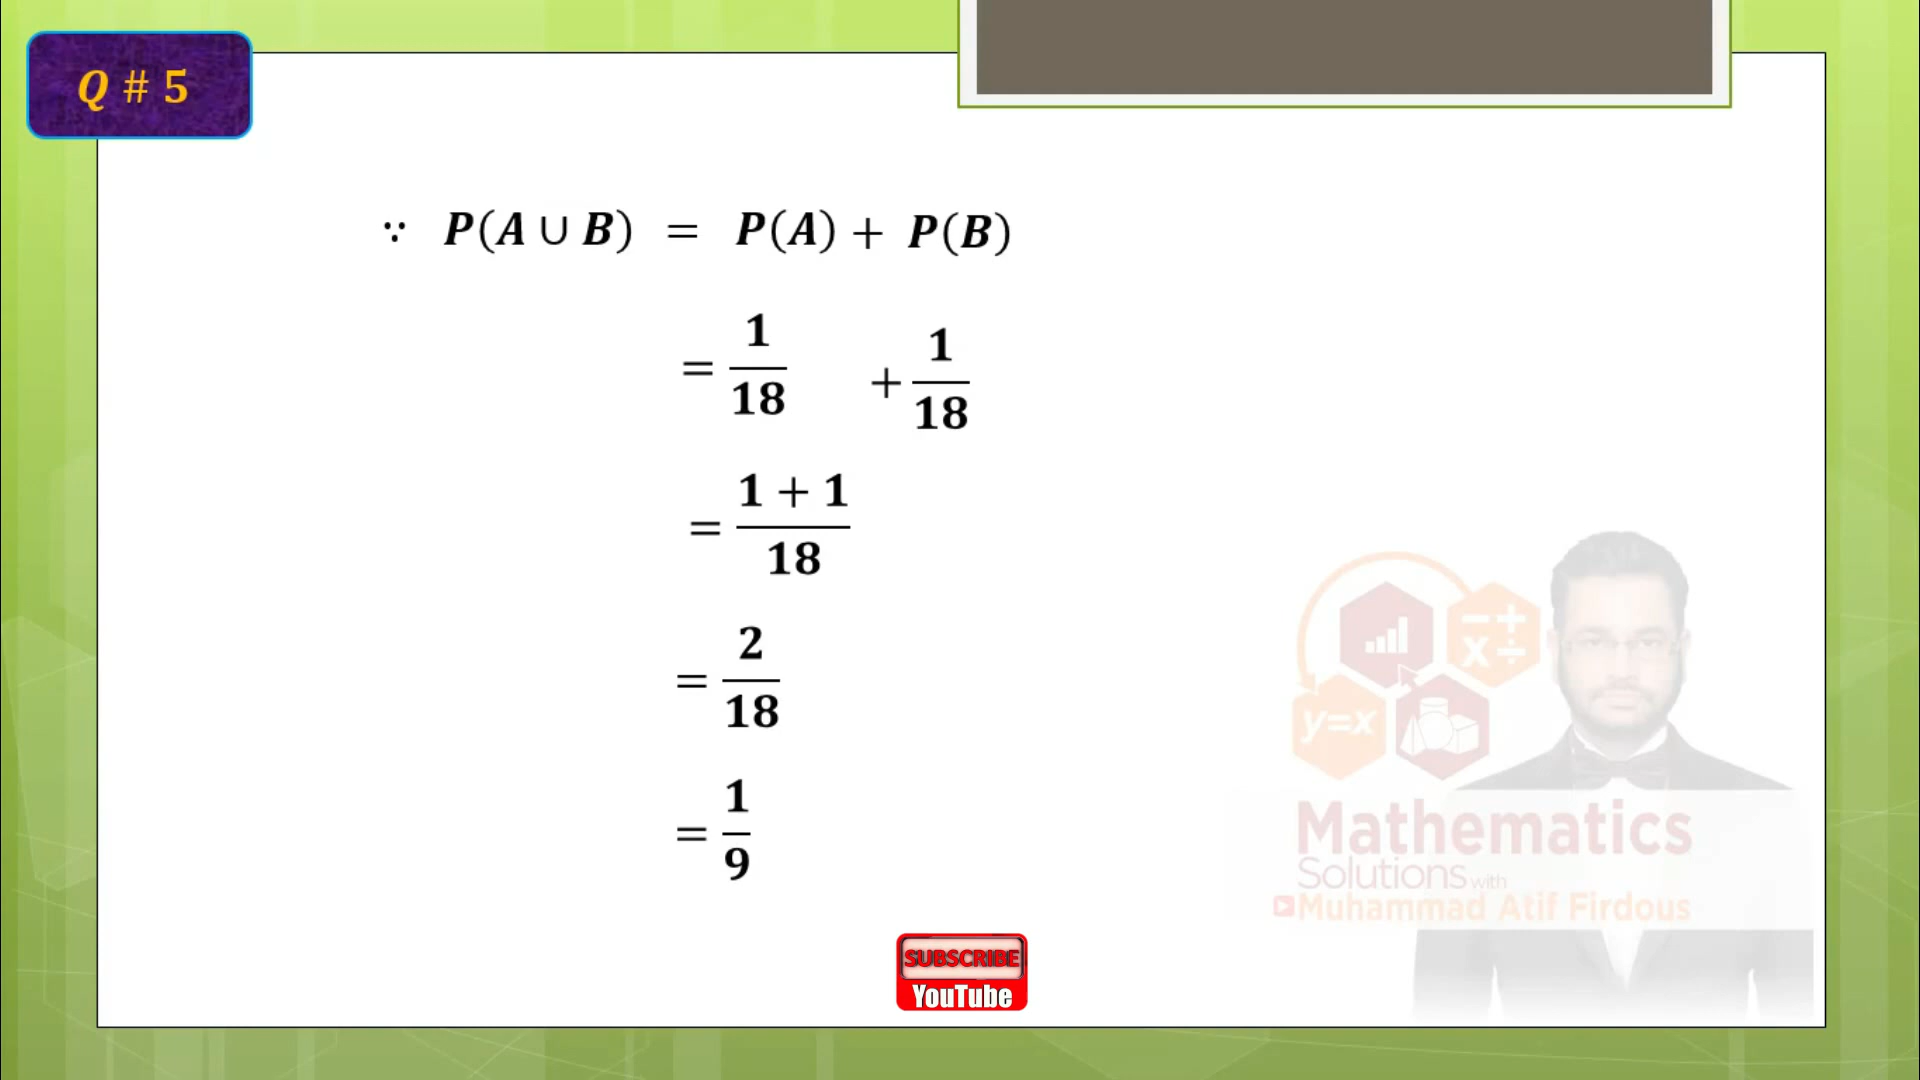 Q # 5
∵ P(A ∪ B) = P(A) + P(B)
= 1/18 + 1/18
= 1 + 1/18
= 2/18
= 1/9
− +
x ÷
y=x
Mathematics
Solutions with
Muhammad Atif Firdous
SUBSCRIBE
YouTube